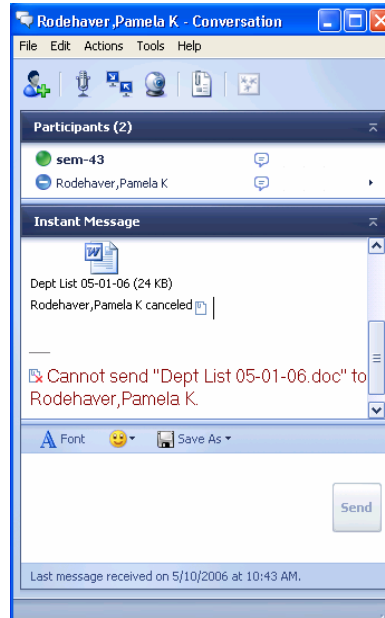 Rodehaver,Pamela K - Conversation
File Edit Actions Tools Help
Participants (2)
sem-43
Rodehaver,Pamela K
Instant Message
Dept List 05-01-06 (24 KB)
Rodehaver,Pamela K canceled
Cannot send "Dept List 05-01-06.doc" to
Rodehaver,Pamela K.
Font Save As
Send
Last message received on 5/10/2006 at 10:43 AM.